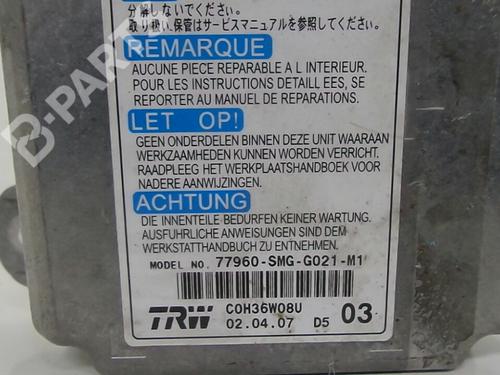 分解しないでください。
取り扱い、保管はサービスマニュアルを参照してください。
REMARQUE
AUCUNE PIECE REPARABLE A L INTERIEUR.
POUR LES INSTRUCTIONS DETAILL EES, SE
REPORTER AU MANUEL DE REPARATIONS.
LET OP!
GEEN ONDERDELEN BINNEN DEZE UNIT WAARAAN
WERKZAAMHEDEN KUNNEN WORDEN VERRICHT.
RAADPLEEG HET WERKPLAATSHANDBOEK VOOR
NADERE AANWIJZINGEN.
ACHTUNG
DIE INNENTEILE BEDURFEN KEINER WARTUNG.
AUSFUHRLICHE ANWEISUNGEN SIND DEM
WERKSTATTHANDBUCH ZU ENTNEHMEN.
MODEL NO. 77960-SMG-G021-M1
TRW C0H36W08U
02.04.07 D5 03
B-PARTS